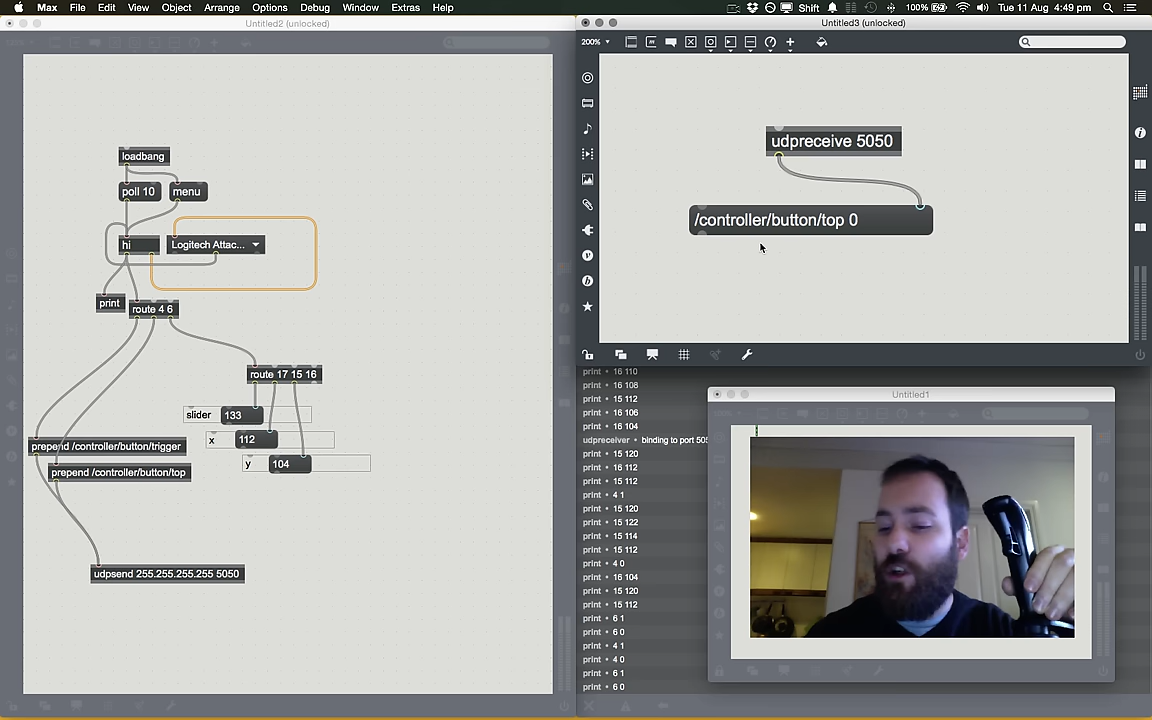 Max File Edit View Object Arrange Options Debug Window Extras Help
Shift 100% Tue 11 Aug 4:49 pm
Untitled2 (unlocked)
loadbang
poll 10
menu
hi
Logitech Attac...
print
route 4 6
route 17 15 16
slider
133
x
112
y
104
prepend /controller/button/trigger
prepend /controller/button/top
udpsend 255.255.255.255 5050
Untitled3 (unlocked)
200%
udpreceive 5050
/controller/button/top 0
print • 16 110
print • 16 108
print • 15 112
print • 16 106
print • 16 104
udpreceiver • binding to port 505
print • 15 120
print • 16 112
print • 15 112
print • 4 1
print • 15 120
print • 15 122
print • 15 114
print • 15 112
print • 4 0
print • 16 104
print • 15 120
print • 15 112
print • 6 1
print • 6 0
print • 4 1
print • 4 0
print • 6 1
print • 6 0
Untitled1